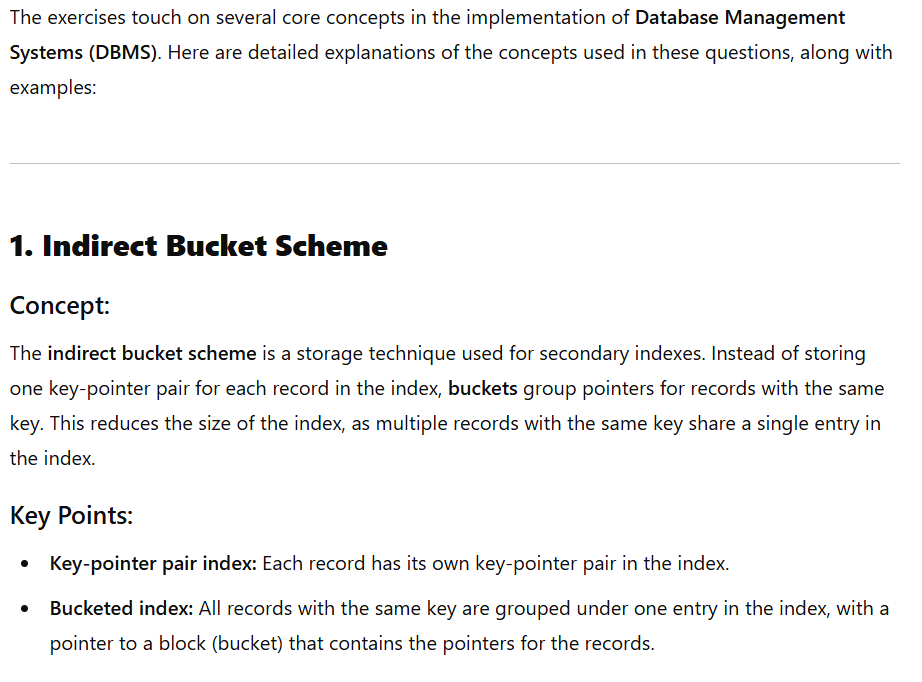 The exercises touch on several core concepts in the implementation of Database Management
Systems (DBMS). Here are detailed explanations of the concepts used in these questions, along with
examples:
1. Indirect Bucket Scheme
Concept:
The indirect bucket scheme is a storage technique used for secondary indexes. Instead of storing
one key-pointer pair for each record in the index, buckets group pointers for records with the same
key. This reduces the size of the index, as multiple records with the same key share a single entry in
the index.
Key Points:
• Key-pointer pair index: Each record has its own key-pointer pair in the index.
• Bucketed index: All records with the same key are grouped under one entry in the index, with a
pointer to a block (bucket) that contains the pointers for the records.